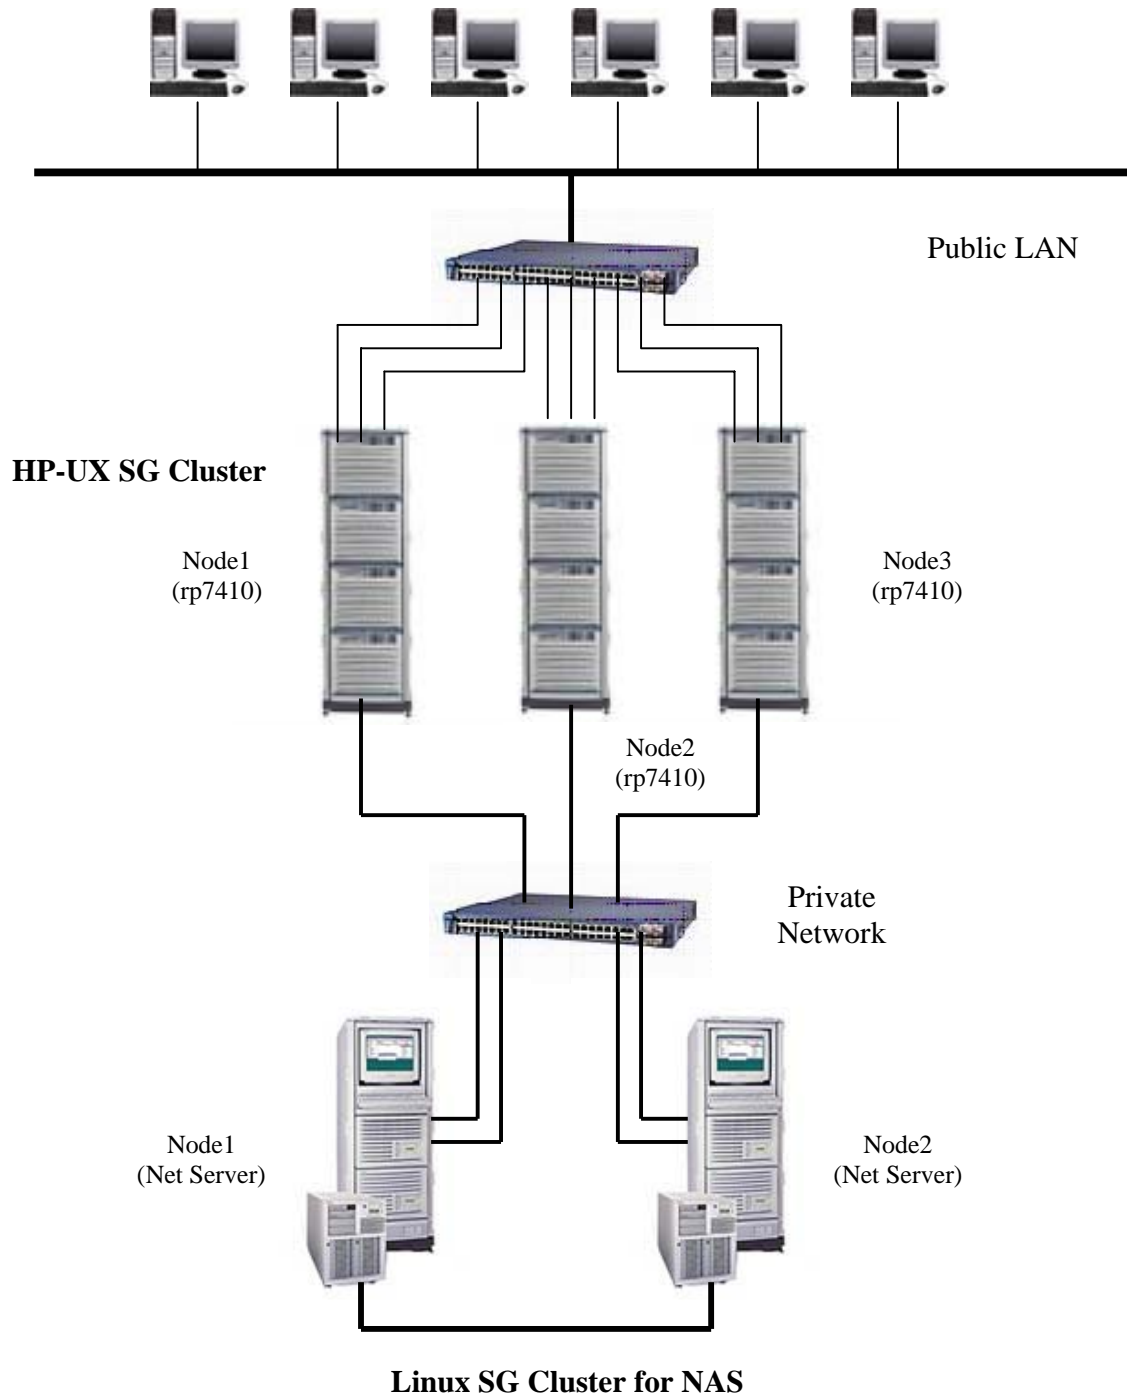 Public LAN
HP-UX SG Cluster
Node1
(rp7410)
Node3
(rp7410)
Node2
(rp7410)
Private
Network
Node1
(Net Server)
Node2
(Net Server)
Linux SG Cluster for NAS